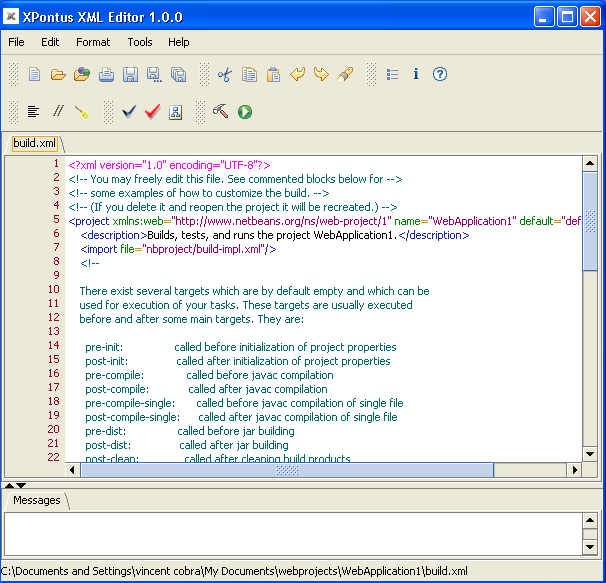 XPontus XML Editor 1.0.0
File Edit Format Tools Help
build.xml
1 <?xml version="1.0" encoding="UTF-8"?>
2 <!-- You may freely edit this file. See commented blocks below for -->
3 <!-- some examples of how to customize the build. -->
4 <!-- (If you delete it and reopen the project it will be recreated.) -->
5 <project xmlns:web="http://www.netbeans.org/ns/web-project/1" name="WebApplication1" default="def
6 <description>Builds, tests, and runs the project WebApplication1.</description>
7 <import file="nbproject/build-impl.xml"/>
8 <!--
9
10 There exist several targets which are by default empty and which can be
11 used for execution of your tasks. These targets are usually executed
12 before and after some main targets. They are:
13
14 pre-init: called before initialization of project properties
15 post-init: called after initialization of project properties
16 pre-compile: called before javac compilation
17 post-compile: called after javac compilation
18 pre-compile-single: called before javac compilation of single file
19 post-compile-single: called after javac compilation of single file
20 pre-dist: called before jar building
21 post-dist: called after jar building
22 post-clean: called after cleaning build products
Messages
C:\Documents and Settings\vincent cobra\My Documents\webprojects\WebApplication1\build.xml